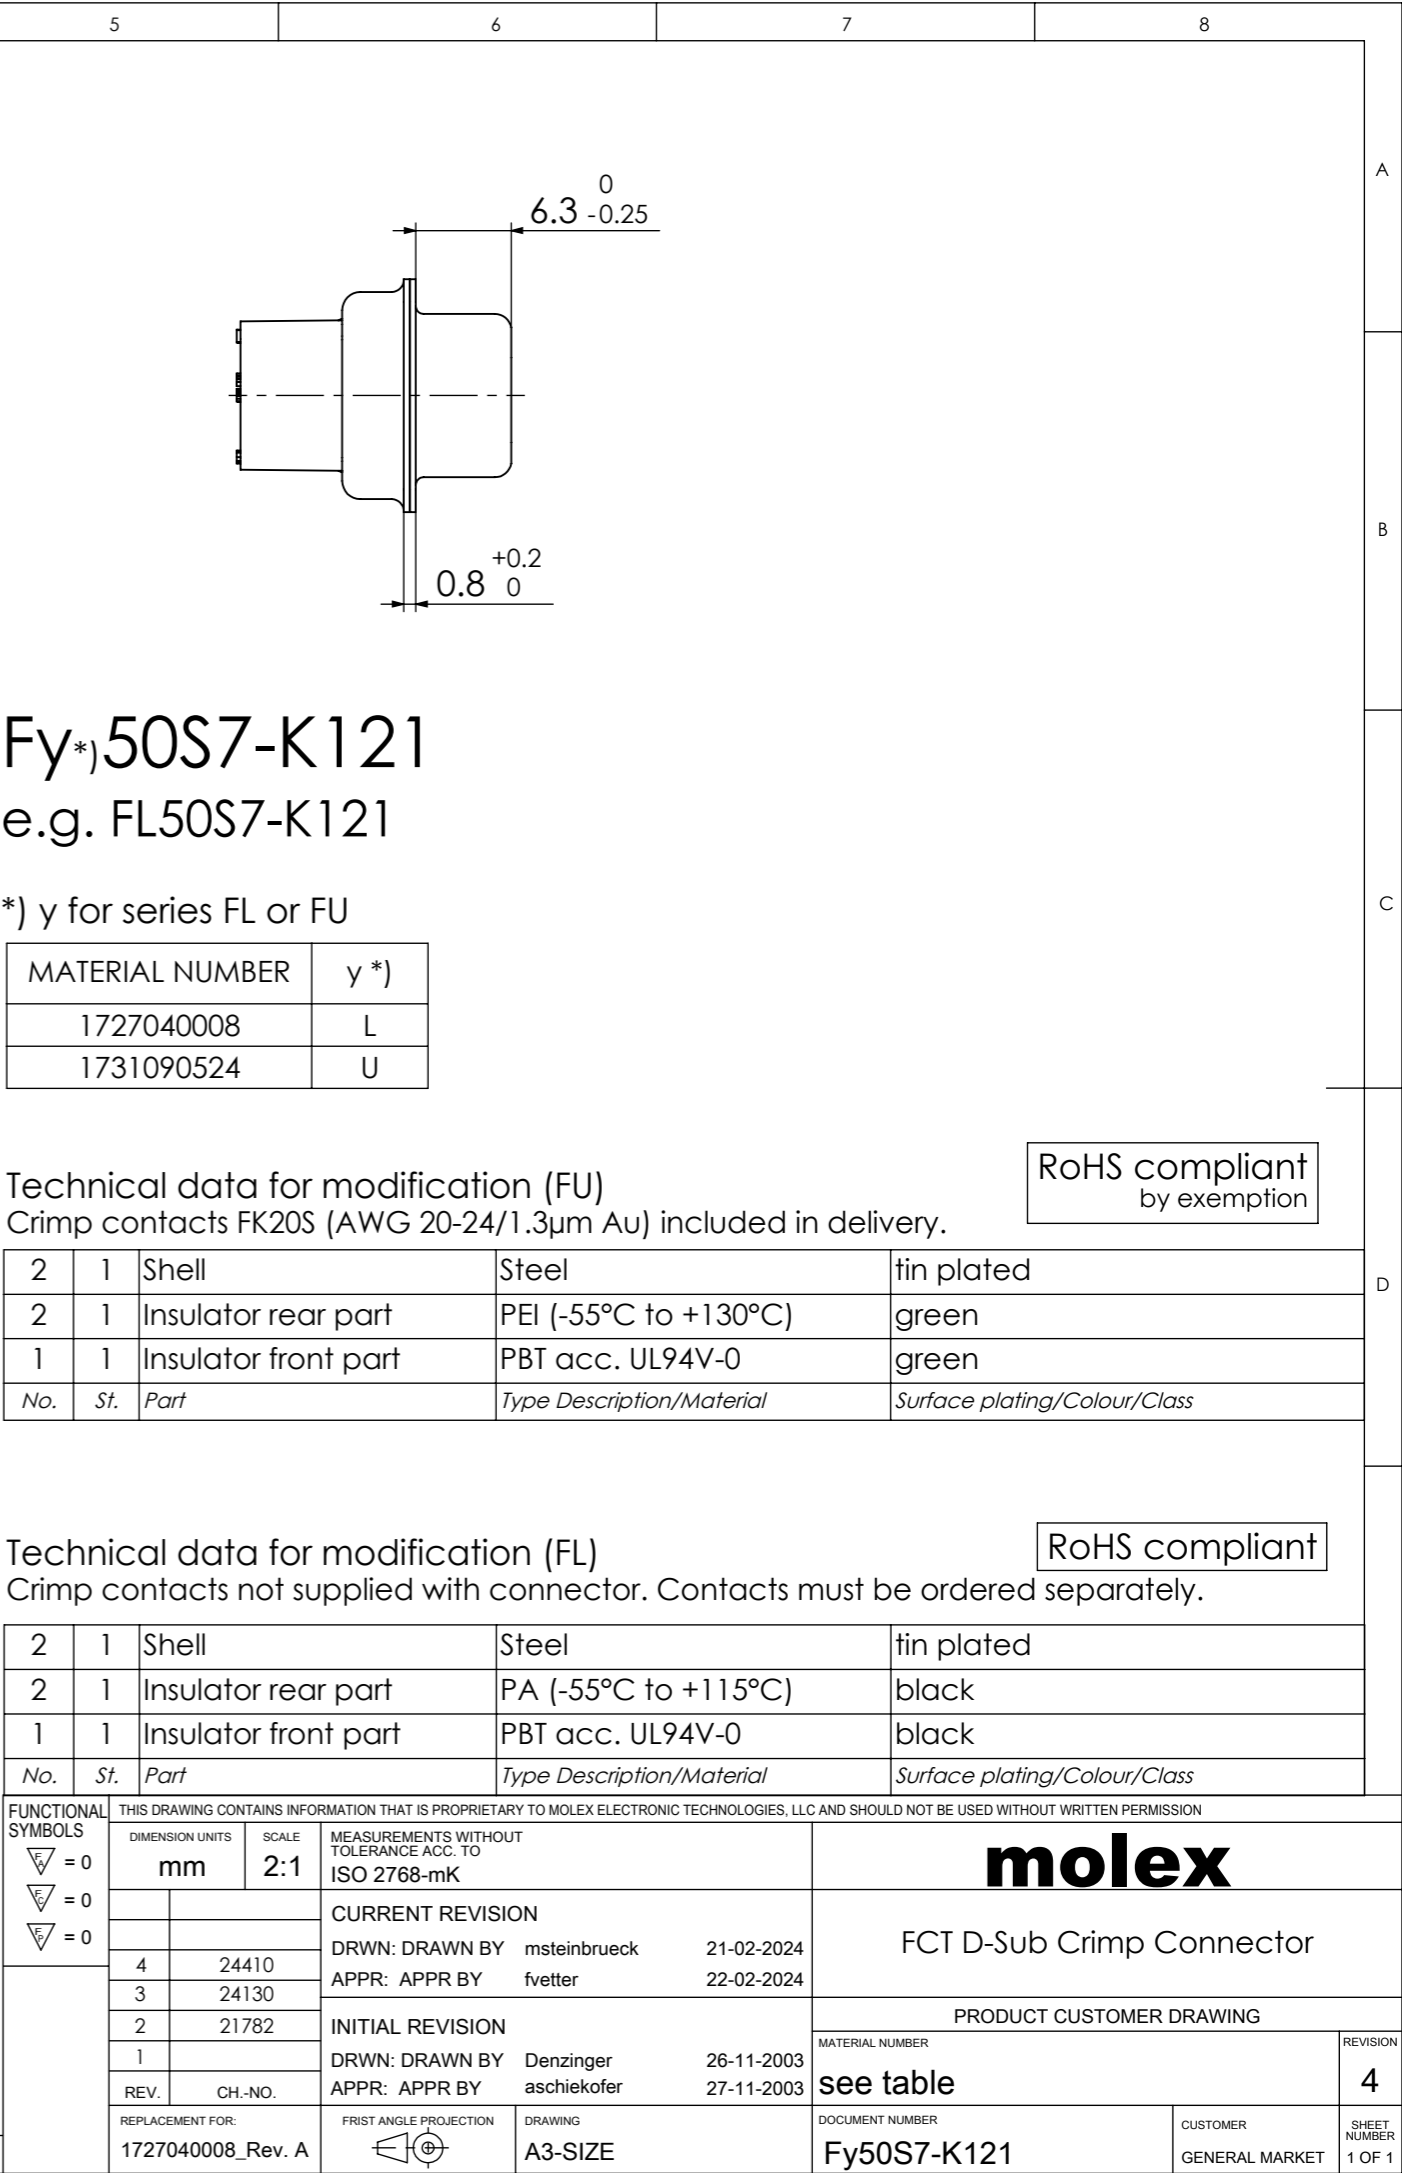 5 6 7 8
A
0
6.3 -0.25
B
+0.2
0.8 0
Fy*)50S7-K121
e.g. FL50S7-K121
*) y for series FL or FU
C
MATERIAL NUMBER y *)
1727040008 L
1731090524 U
RoHS compliant
by exemption
Technical data for modification (FU)
Crimp contacts FK20S (AWG 20-24/1.3µm Au) included in delivery.
D
2 1 Shell Steel tin plated
2 1 Insulator rear part PEI (-55°C to +130°C) green
1 1 Insulator front part PBT acc. UL94V-0 green
No. St. Part Type Description/Material Surface plating/Colour/Class
RoHS compliant
Technical data for modification (FL)
Crimp contacts not supplied with connector. Contacts must be ordered separately.
2 1 Shell Steel tin plated
2 1 Insulator rear part PA (-55°C to +115°C) black
1 1 Insulator front part PBT acc. UL94V-0 black
No. St. Part Type Description/Material Surface plating/Colour/Class
FUNCTIONAL
SYMBOLS
F A = 0
F C = 0
F P = 0
THIS DRAWING CONTAINS INFORMATION THAT IS PROPRIETARY TO MOLEX ELECTRONIC TECHNOLOGIES, LLC AND SHOULD NOT BE USED WITHOUT WRITTEN PERMISSION
DIMENSION UNITS
mm
SCALE
2:1
MEASUREMENTS WITHOUT
TOLERANCE ACC. TO
ISO 2768-mK
molex
4 24410
3 24130
2 21782
1
REV. CH.-NO.
CURRENT REVISION
DRWN: DRAWN BY msteinbrueck 21-02-2024
APPR: APPR BY fvetter 22-02-2024
FCT D-Sub Crimp Connector
INITIAL REVISION
DRWN: DRAWN BY Denzinger 26-11-2003
APPR: APPR BY aschiekofer 27-11-2003
PRODUCT CUSTOMER DRAWING
MATERIAL NUMBER
see table
REVISION
4
REPLACEMENT FOR:
1727040008_Rev. A
FRIST ANGLE PROJECTION
DRAWING
A3-SIZE
DOCUMENT NUMBER
Fy50S7-K121
CUSTOMER
GENERAL MARKET
SHEET
NUMBER
1 OF 1